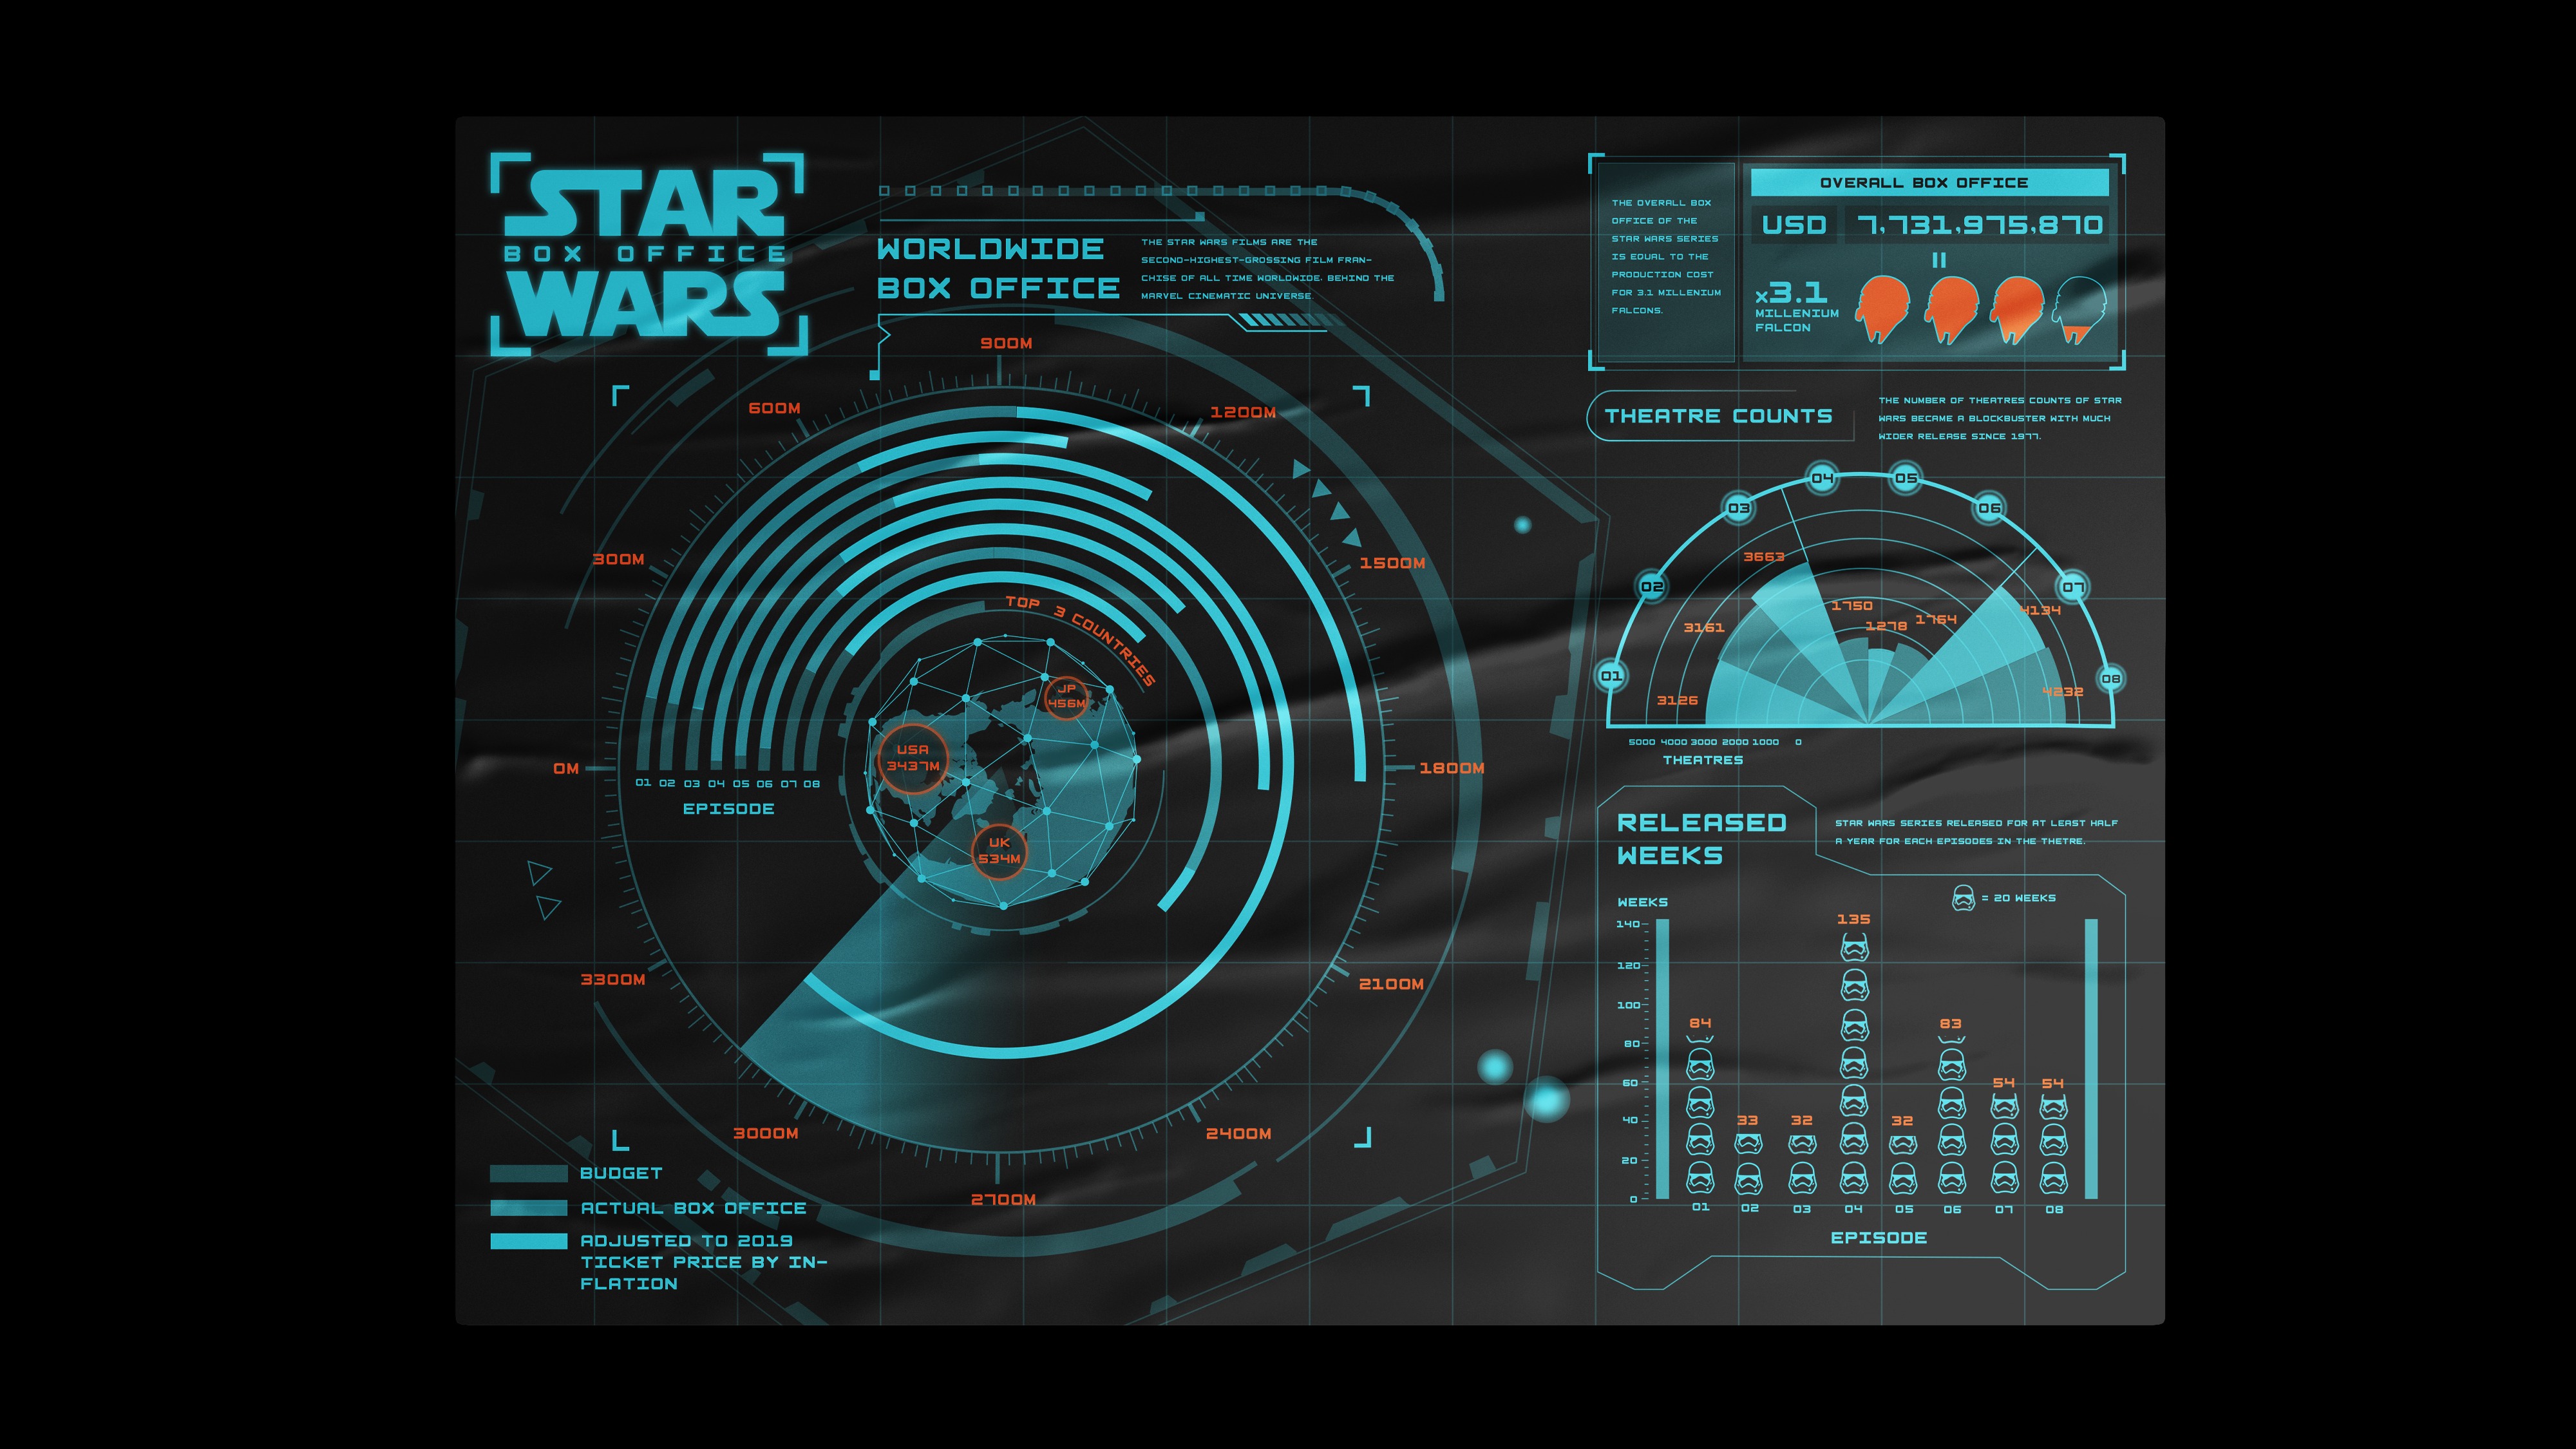 STAR
BOX OFFICE
WARS
WORLDWIDE
BOX OFFICE
THE STAR WARS FILMS ARE THE
SECOND-HIGHEST-GROSSING FILM FRAN-
CHISE OF ALL TIME WORLDWIDE. BEHIND THE
MARVEL CINEMATIC UNIVERSE.
0M
300M
600M
900M
1200M
1500M
1800M
2100M
2400M
2700M
3000M
3300M
01 02 03 04 05 06 07 08
EPISODE
TOP 3 COUNTRIES
JP
456M
USA
3437M
UK
534M
BUDGET
ACTUAL BOX OFFICE
ADJUSTED TO 2019
TICKET PRICE BY IN-
FLATION
THE OVERALL BOX
OFFICE OF THE
STAR WARS SERIES
IS EQUAL TO THE
PRODUCTION COST
FOR 3.1 MILLENIUM
FALCONS.
OVERALL BOX OFFICE
USD 7,731,975,870
x3.1
MILLENIUM
FALCON
THEATRE COUNTS
THE NUMBER OF THEATRES COUNTS OF STAR
WARS BECAME A BLOCKBUSTER WITH MUCH
WIDER RELEASE SINCE 1977.
01
02
03
04
05
06
07
08
3126
3161
3663
1750
1278
1764
4134
4232
5000 4000 3000 2000 1000 0
THEATRES
RELEASED
WEEKS
STAR WARS SERIES RELEASED FOR AT LEAST HALF
A YEAR FOR EACH EPISODES IN THE THETRE.
= 20 WEEKS
WEEKS
140
120
100
80
60
40
20
0
84
33
32
135
32
83
54
54
01 02 03 04 05 06 07 08
EPISODE